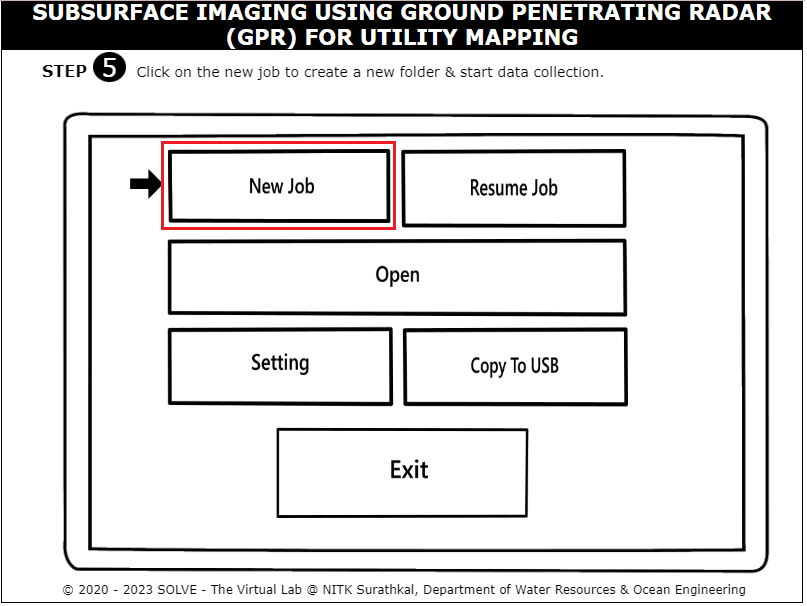 SUBSURFACE IMAGING USING GROUND PENETRATING RADAR
(GPR) FOR UTILITY MAPPING
STEP 5 Click on the new job to create a new folder & start data collection.
New Job Resume Job
Open
Setting Copy To USB
Exit
© 2020 - 2023 SOLVE - The Virtual Lab @ NITK Surathkal, Department of Water Resources & Ocean Engineering